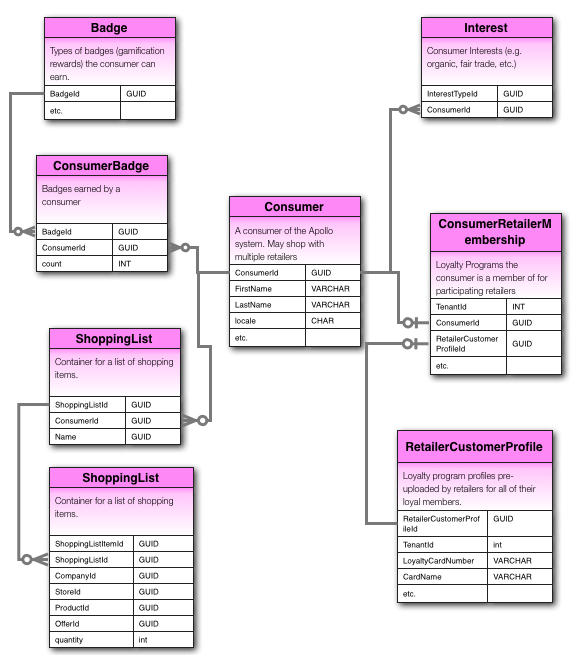 Badge
Types of badges (gamification
rewards) the consumer can
earn.
BadgeId GUID
etc.
Interest
Consumer Interests (e.g.
organic, fair trade, etc.)
InterestTypeId GUID
ConsumerId GUID
ConsumerBadge
Badges earned by a
consumer
BadgeId GUID
ConsumerId GUID
count INT
Consumer
A consumer of the Apollo
system. May shop with
multiple retailers
ConsumerId GUID
FirstName VARCHAR
LastName VARCHAR
locale CHAR
etc.
ConsumerRetailerM
embership
Loyalty Programs the
consumer is a member of for
participating retailers
TenantId INT
ConsumerId GUID
RetailerCustomer
ProfileId GUID
etc.
ShoppingList
Container for a list of shopping
items.
ShoppingListId GUID
ConsumerId GUID
Name GUID
RetailerCustomerProfile
Loyalty program profiles pre-
uploaded by retailers for all of their
loyal members.
RetailerCustomerProf
ileId GUID
TenantId int
LoyaltyCardNumber VARCHAR
CardName VARCHAR
etc.
ShoppingList
Container for a list of shopping
items.
ShoppingListItemId GUID
ShoppingListId GUID
CompanyId GUID
StoreId GUID
ProductId GUID
OfferId GUID
quantity int